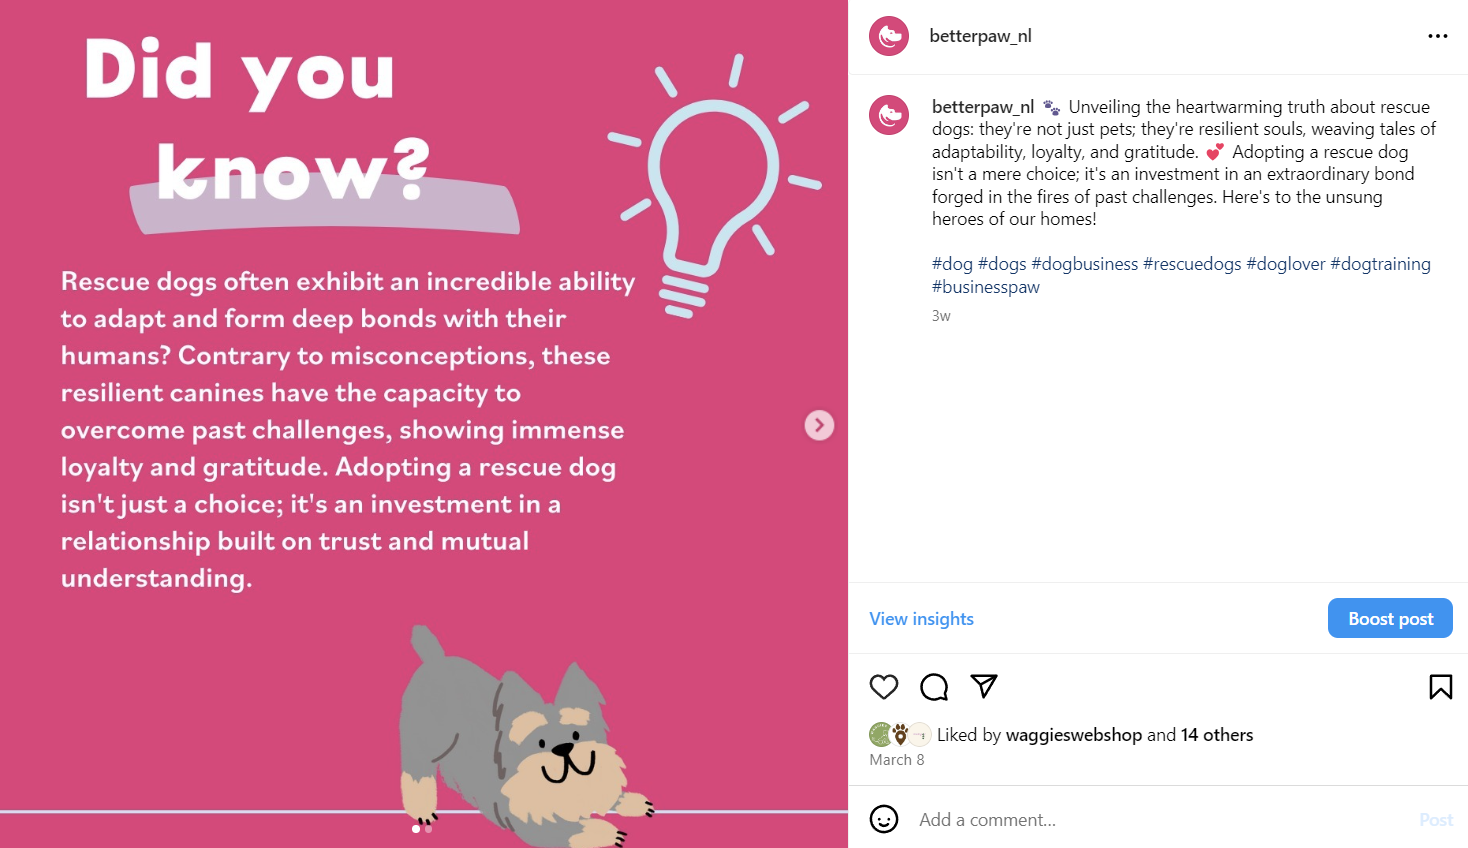 Did you
know?
Rescue dogs often exhibit an incredible ability
to adapt and form deep bonds with their
humans? Contrary to misconceptions, these
resilient canines have the capacity to
overcome past challenges, showing immense
loyalty and gratitude. Adopting a rescue dog
isn't just a choice; it's an investment in a
relationship built on trust and mutual
understanding.
betterpaw_nl
betterpaw_nl 🐾 Unveiling the heartwarming truth about rescue
dogs: they're not just pets; they're resilient souls, weaving tales of
adaptability, loyalty, and gratitude. 💕 Adopting a rescue dog
isn't a mere choice; it's an investment in an extraordinary bond
forged in the fires of past challenges. Here's to the unsung
heroes of our homes!
#dog #dogs #dogbusiness #rescuedogs #doglover #dogtraining
#businesspaw
3w
View insights
Boost post
Liked by waggieswebshop and 14 others
March 8
Add a comment...
Post